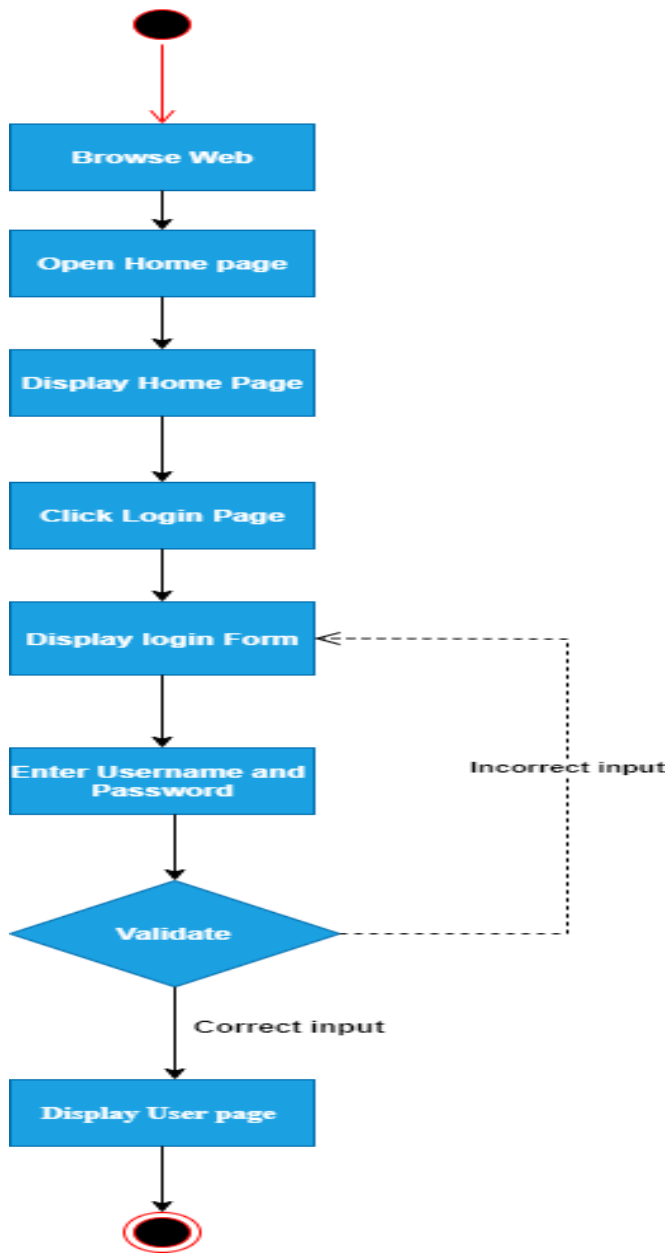 Browse Web
Open Home page
Display Home Page
Click Login Page
Display login Form
Enter Username and
Password
Incorrect input
Validate
Correct input
Display User page